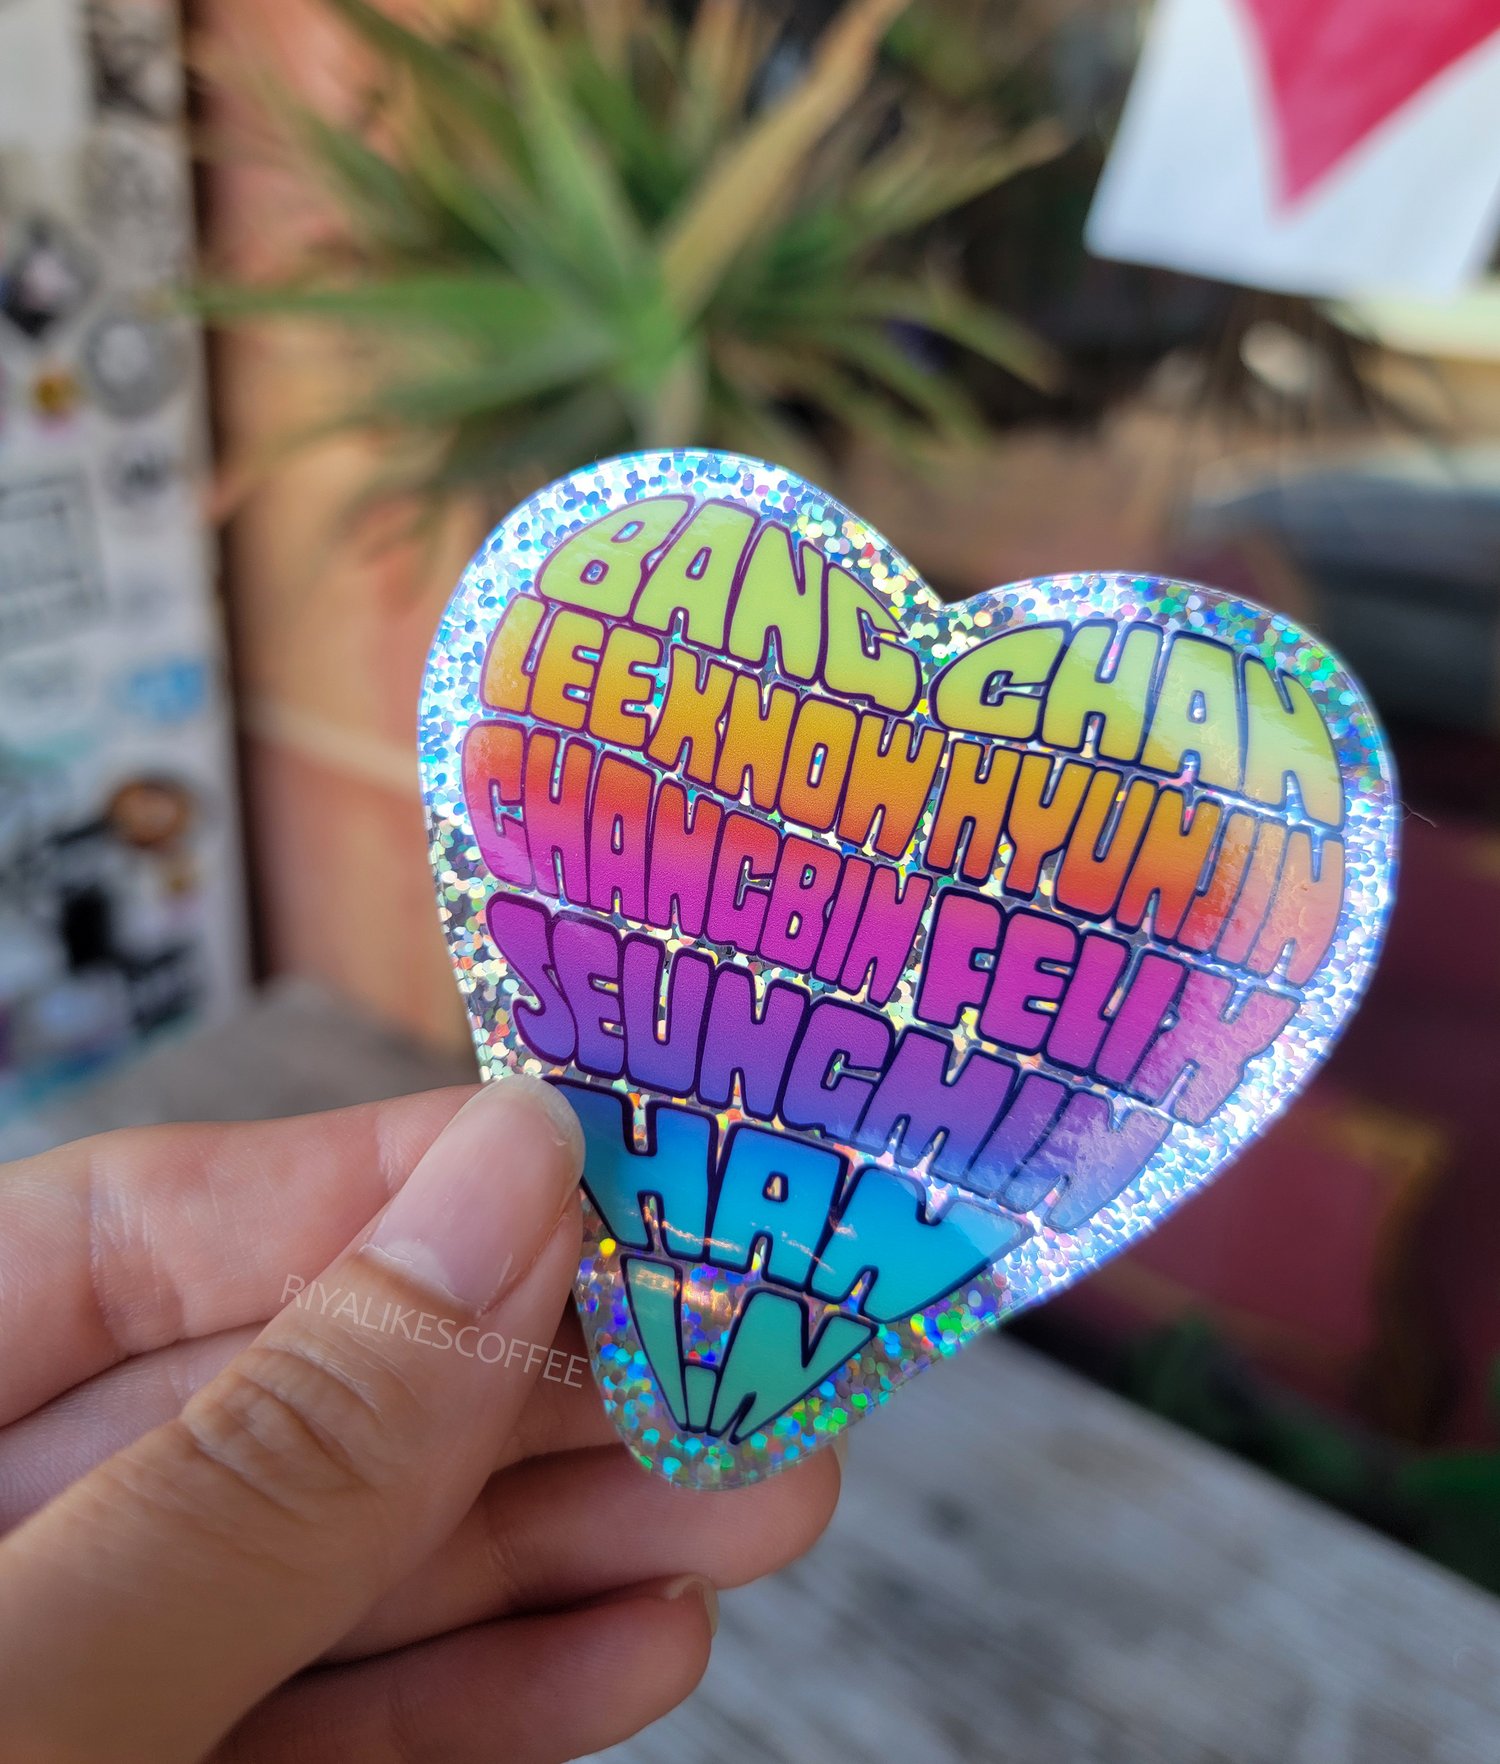 BANG CHAN
LEE KNOW HYUNJIN
CHANGBIN FELIX
SEUNGMIN
HAN
I.N
RIYALIKESCOFFEE